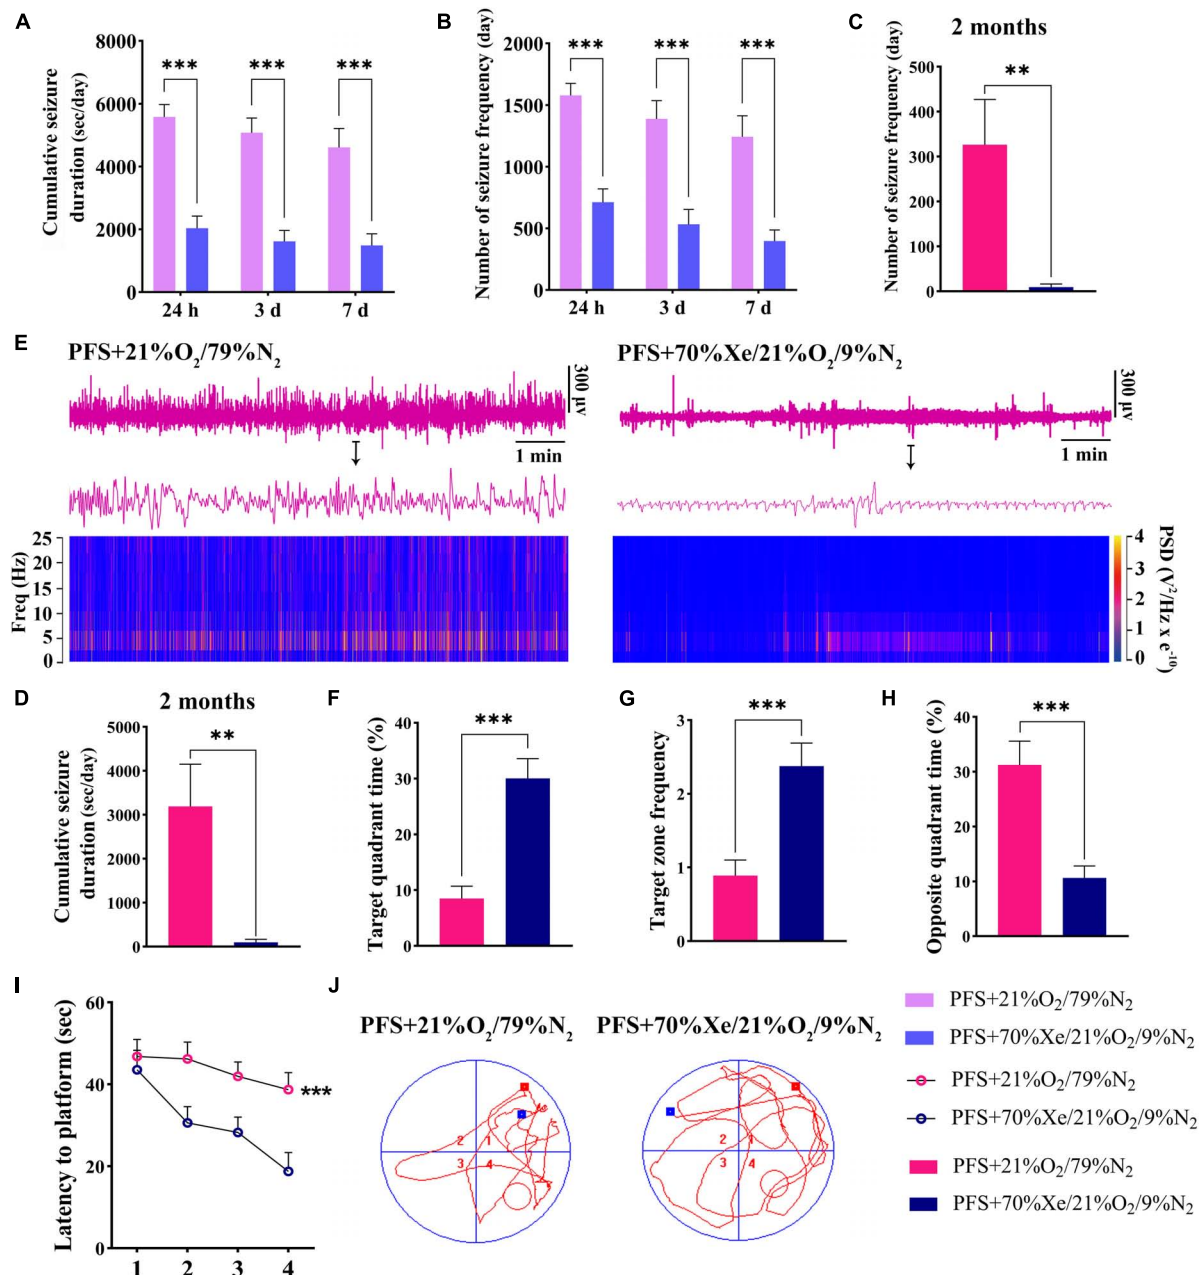 A
Cumulative seizure
duration (sec/day)
8000
6000
4000
2000
0
***
***
***
24 h
3 d
7 d
B
Number of seizure frequency (day)
2000
1500
1000
500
0
***
***
***
24 h
3 d
7 d
C
2 months
Number of seizure frequency (day)
500
400
300
200
100
0
**
E
PFS+21%O₂/79%N₂
300 μv
1 min
PFS+70%Xe/21%O₂/9%N₂
300 μv
1 min
Freq (Hz)
25
20
15
10
5
0
4
3
2
1
0
PSD (V²/Hz x e⁻¹⁰)
D
2 months
Cumulative seizure
duration (sec/day)
5000
4000
3000
2000
1000
0
**
F
Target quadrant time (%)
40
30
20
10
0
***
G
Target zone frequency
3
2
1
0
***
H
Opposite quadrant time (%)
40
30
20
10
0
***
I
Latency to platform (sec)
60
40
20
0
***
1
2
3
4
J
PFS+21%O₂/79%N₂
2
1
3
4
PFS+70%Xe/21%O₂/9%N₂
2
1
3
4
PFS+21%O₂/79%N₂
PFS+70%Xe/21%O₂/9%N₂
PFS+21%O₂/79%N₂
PFS+70%Xe/21%O₂/9%N₂
PFS+21%O₂/79%N₂
PFS+70%Xe/21%O₂/9%N₂